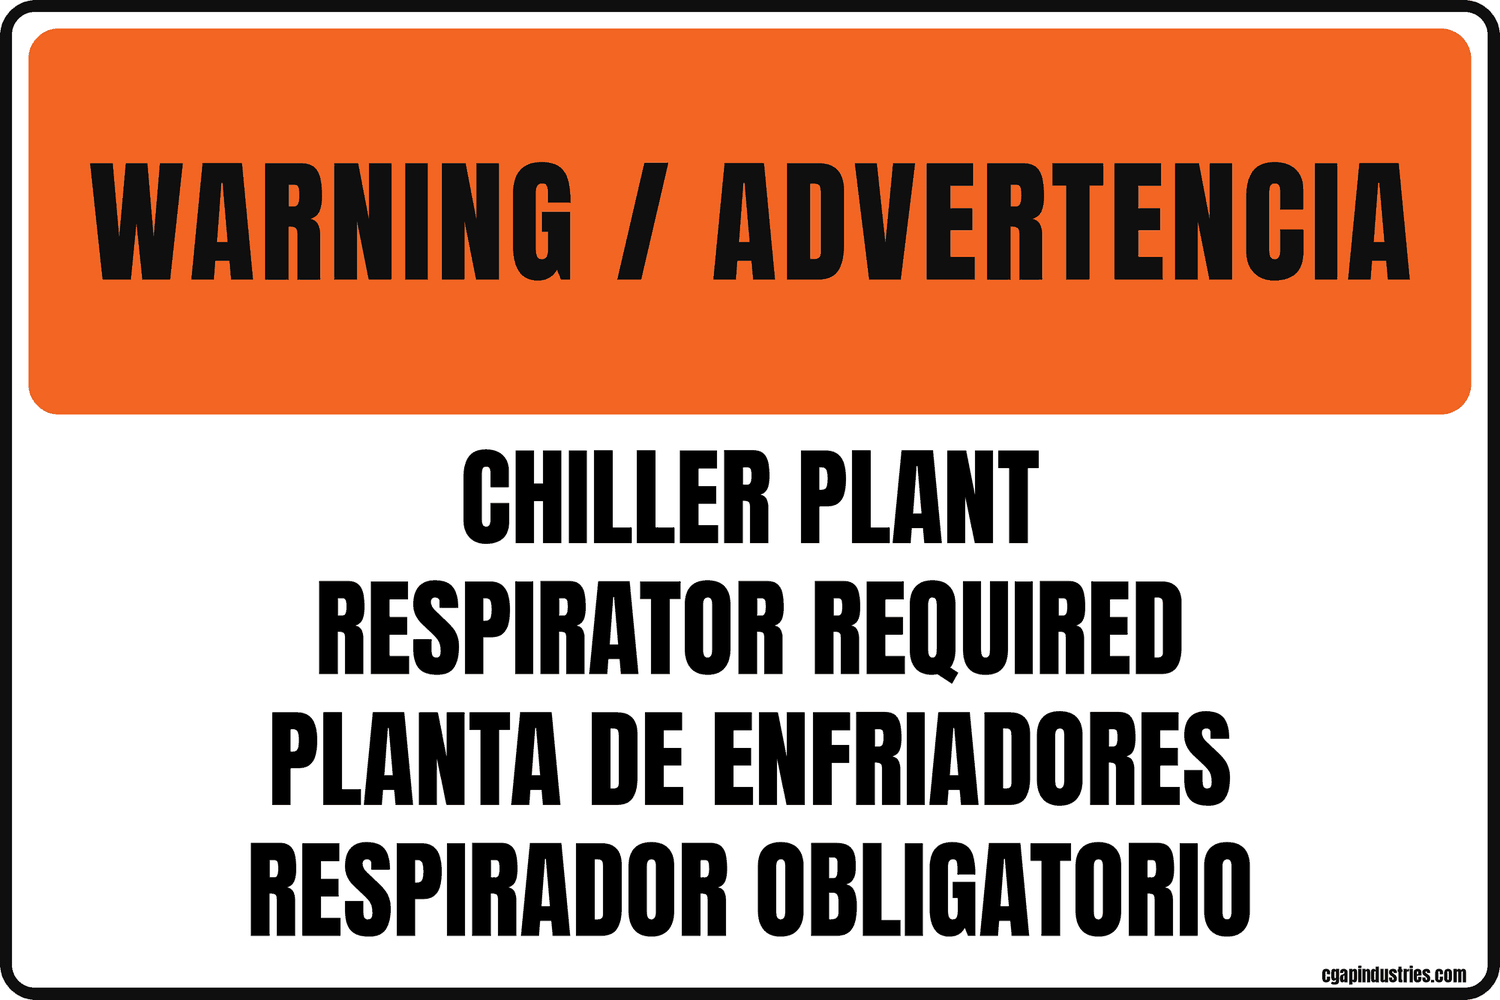 WARNING / ADVERTENCIA
CHILLER PLANT
RESPIRATOR REQUIRED
PLANTA DE ENFRIADORES
RESPIRADOR OBLIGATORIO
cgapindustries.com